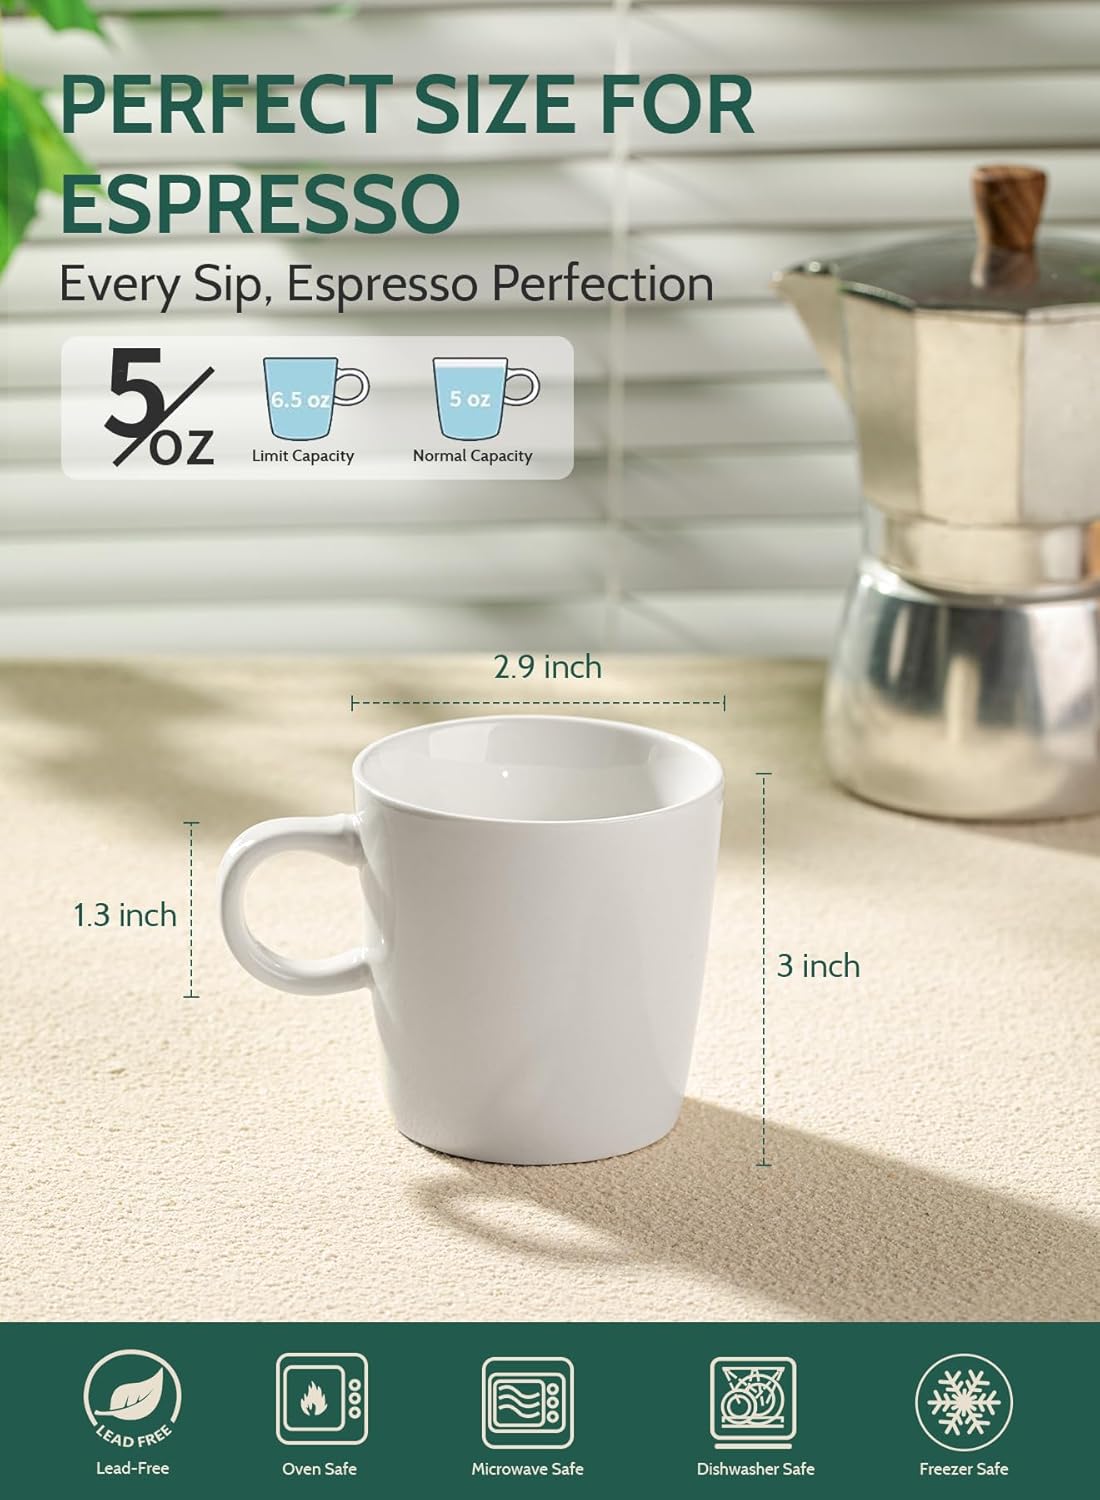 PERFECT SIZE FOR
ESPRESSO
Every Sip, Espresso Perfection
5/oz
6.5 oz
5 oz
Limit Capacity
Normal Capacity
2.9 inch
1.3 inch
3 inch
LEAD FREE
Lead-Free
Oven Safe
Microwave Safe
Dishwasher Safe
Freezer Safe